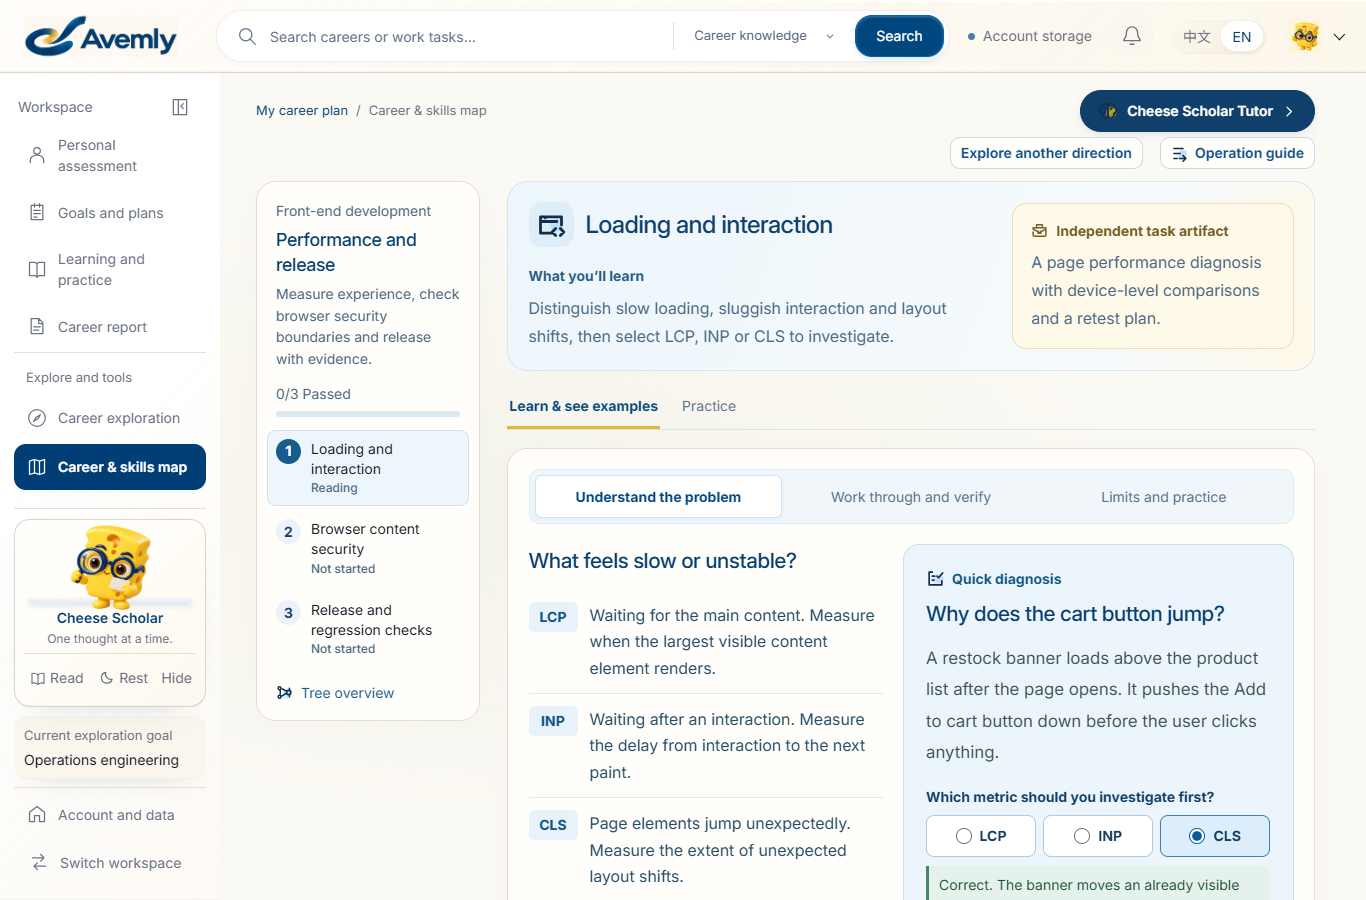 Avemly
Search careers or work tasks...
Career knowledge
Search
Account storage
中文
EN
Workspace
Personal
assessment
Goals and plans
Learning and
practice
Career report
Explore and tools
Career exploration
Career & skills map
Cheese Scholar
One thought at a time.
Read
Rest
Hide
Current exploration goal
Operations engineering
Account and data
Switch workspace
My career plan / Career & skills map
Cheese Scholar Tutor
Explore another direction
Operation guide
Front-end development
Performance and
release
Measure experience, check
browser security
boundaries and release
with evidence.
0/3 Passed
1
Loading and
interaction
Reading
2
Browser content
security
Not started
3
Release and
regression checks
Not started
Tree overview
Loading and interaction
What you’ll learn
Distinguish slow loading, sluggish interaction and layout
shifts, then select LCP, INP or CLS to investigate.
Independent task artifact
A page performance diagnosis
with device-level comparisons
and a retest plan.
Learn & see examples
Practice
Understand the problem
Work through and verify
Limits and practice
What feels slow or unstable?
LCP
Waiting for the main content. Measure
when the largest visible content
element renders.
INP
Waiting after an interaction. Measure
the delay from interaction to the next
paint.
CLS
Page elements jump unexpectedly.
Measure the extent of unexpected
layout shifts.
Quick diagnosis
Why does the cart button jump?
A restock banner loads above the product
list after the page opens. It pushes the Add
to cart button down before the user clicks
anything.
Which metric should you investigate first?
LCP
INP
CLS
Correct. The banner moves an already visible